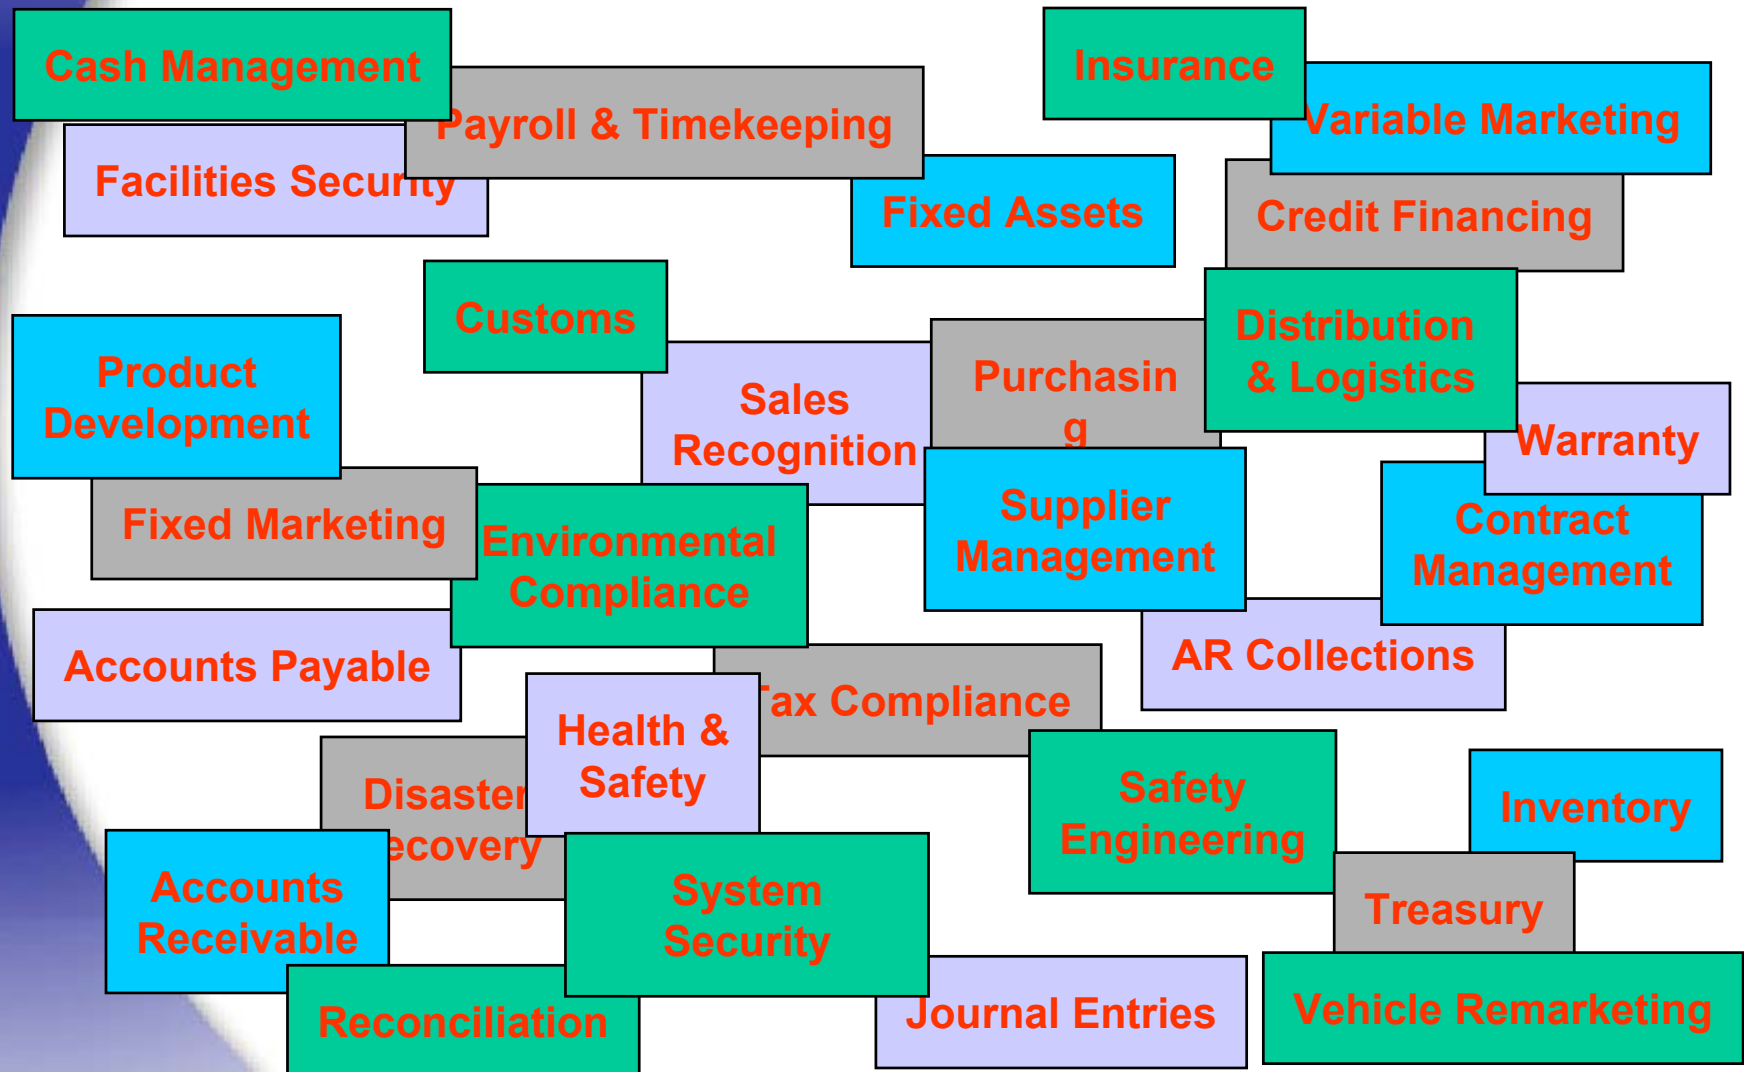 Cash Management
Insurance
Payroll & Timekeeping
Variable Marketing
Facilities Security
Fixed Assets
Credit Financing
Customs
Distribution
& Logistics
Product
Development
Purchasin
g
Sales
Recognition
Warranty
Fixed Marketing
Environmental
Compliance
Supplier
Management
Contract
Management
Accounts Payable
AR Collections
Tax Compliance
Health &
Safety
Disaster
ecovery
Safety
Engineering
Inventory
Accounts
Receivable
System
Security
Treasury
Reconciliation
Journal Entries
Vehicle Remarketing